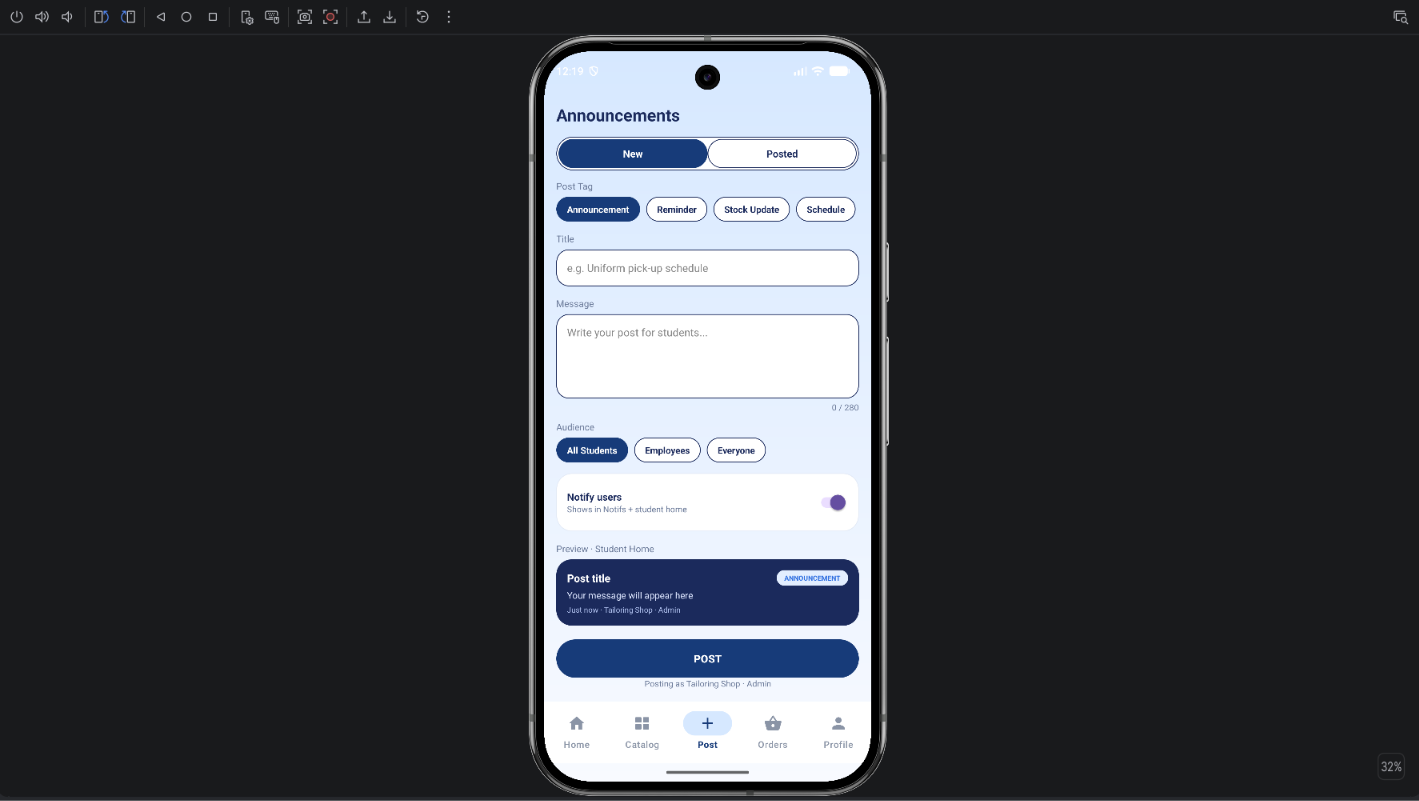 12:19
Announcements
New Posted
Post Tag
Announcement Reminder Stock Update Schedule
Title
e.g. Uniform pick-up schedule
Message
Write your post for students...
0 / 280
Audience
All Students Employees Everyone
Notify users
Shows in Notifs + student home
Preview · Student Home
Post title ANNOUNCEMENT
Your message will appear here
Just now · Tailoring Shop · Admin
POST
Posting as Tailoring Shop · Admin
Home Catalog Post Orders Profile
32%